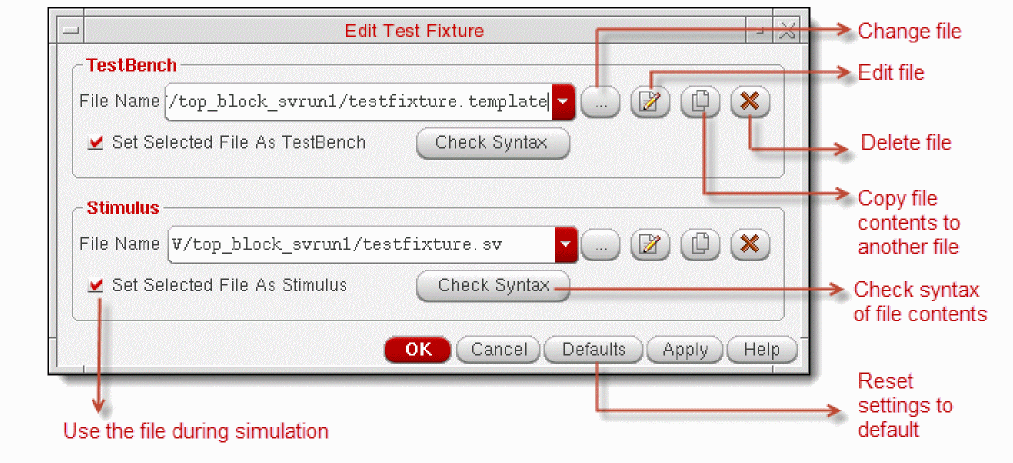 Edit Test Fixture
Change file
TestBench
Edit file
File Name /top_block_svrun1/testfixture.template ...
Set Selected File As TestBench Check Syntax
Delete file
Copy file
contents to
another file
Stimulus
File Name V/top_block_svrun1/testfixture.sv ...
Set Selected File As Stimulus Check Syntax
Check syntax
of file contents
OK Cancel Defaults Apply Help
Reset
settings to
default
Use the file during simulation